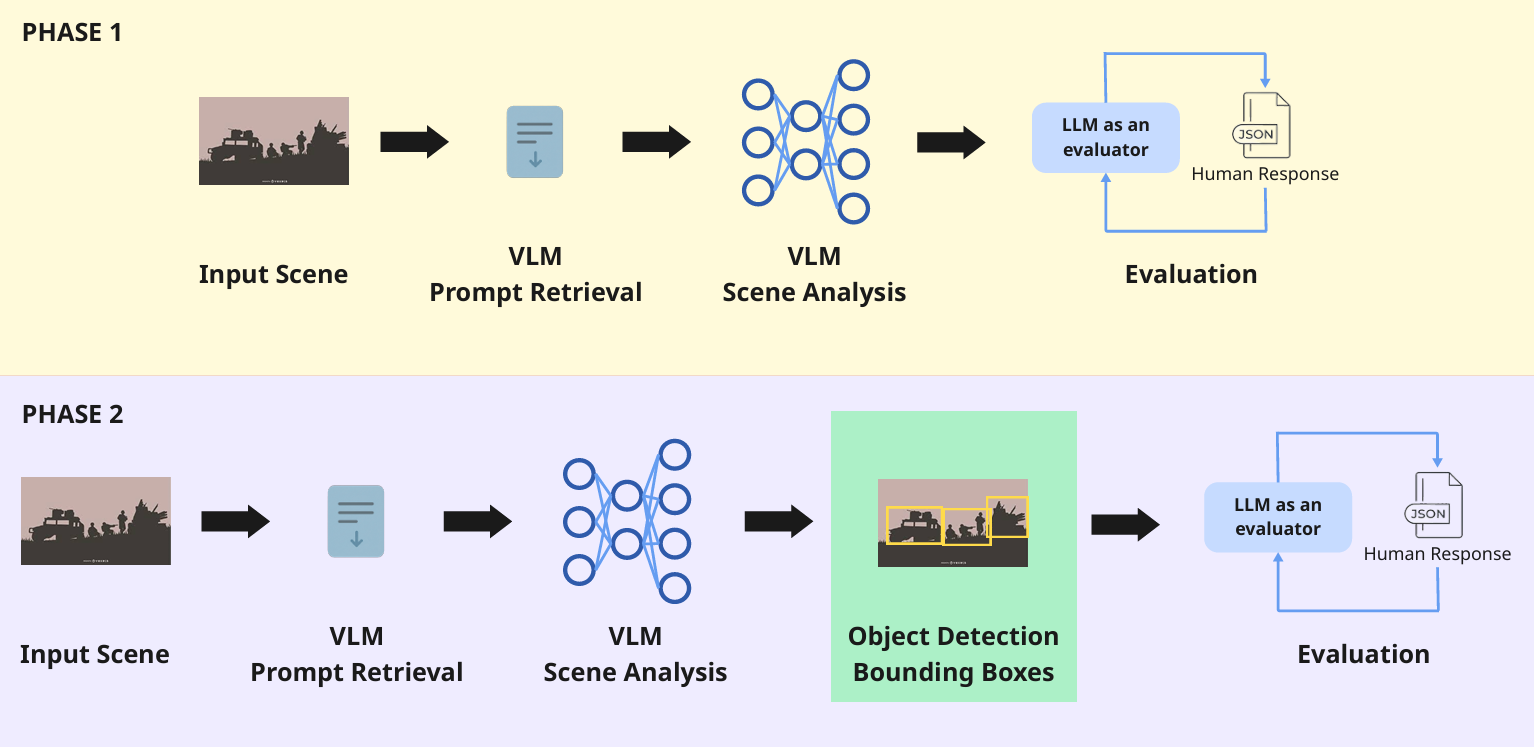 PHASE 1
LLM as an
evaluator
JSON
Human Response
Input Scene
VLM
Prompt Retrieval
VLM
Scene Analysis
Evaluation
PHASE 2
LLM as an
evaluator
JSON
Human Response
Input Scene
VLM
Prompt Retrieval
VLM
Scene Analysis
Object Detection
Bounding Boxes
Evaluation